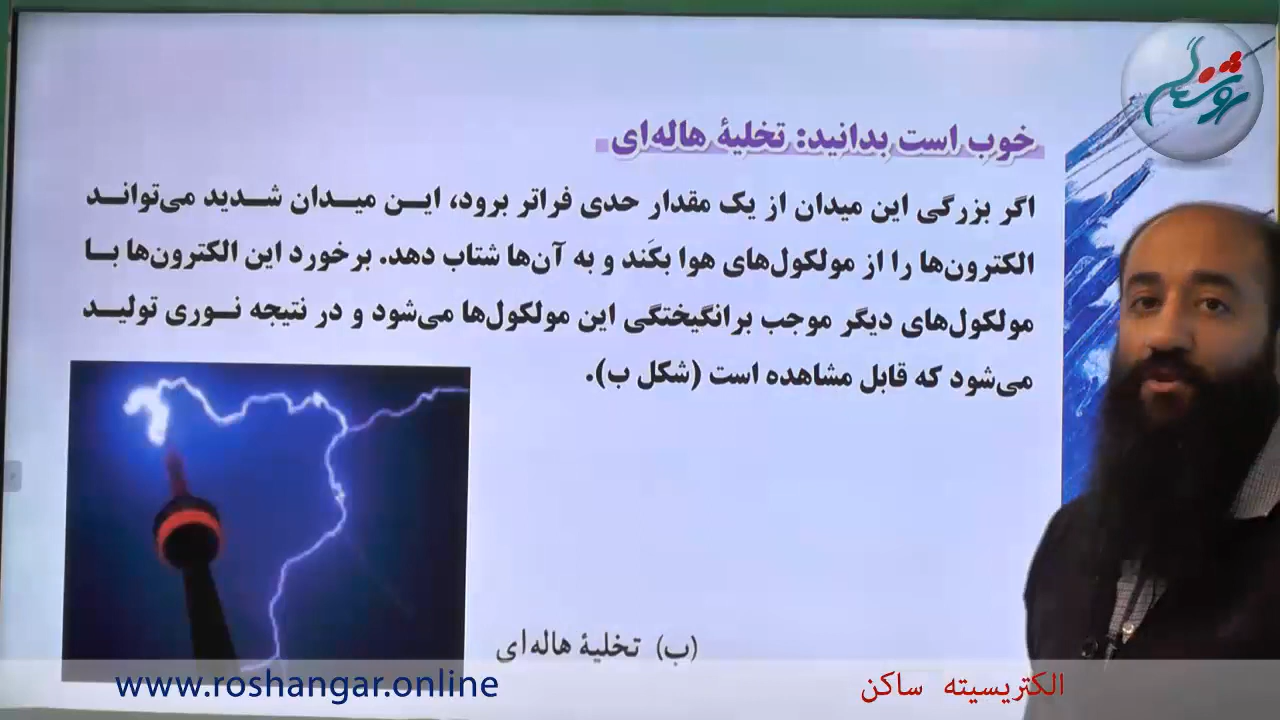 روشنگر
خوب است بدانید: تخلیهٔ هاله‌ای
اگر بزرگی این میدان از یک مقدار حدی فراتر برود، این میدان شدید می‌تواند
الکترون‌ها را از مولکول‌های هوا بکَند و به آن‌ها شتاب دهد. برخورد این الکترون‌ها با
مولکول‌های دیگر موجب برانگیختگی این مولکول‌ها می‌شود و در نتیجه نوری تولید
می‌شود که قابل مشاهده است (شکل ب).
(ب) تخلیهٔ هاله‌ای
الکتریسیته ساکن
www.roshangar.online